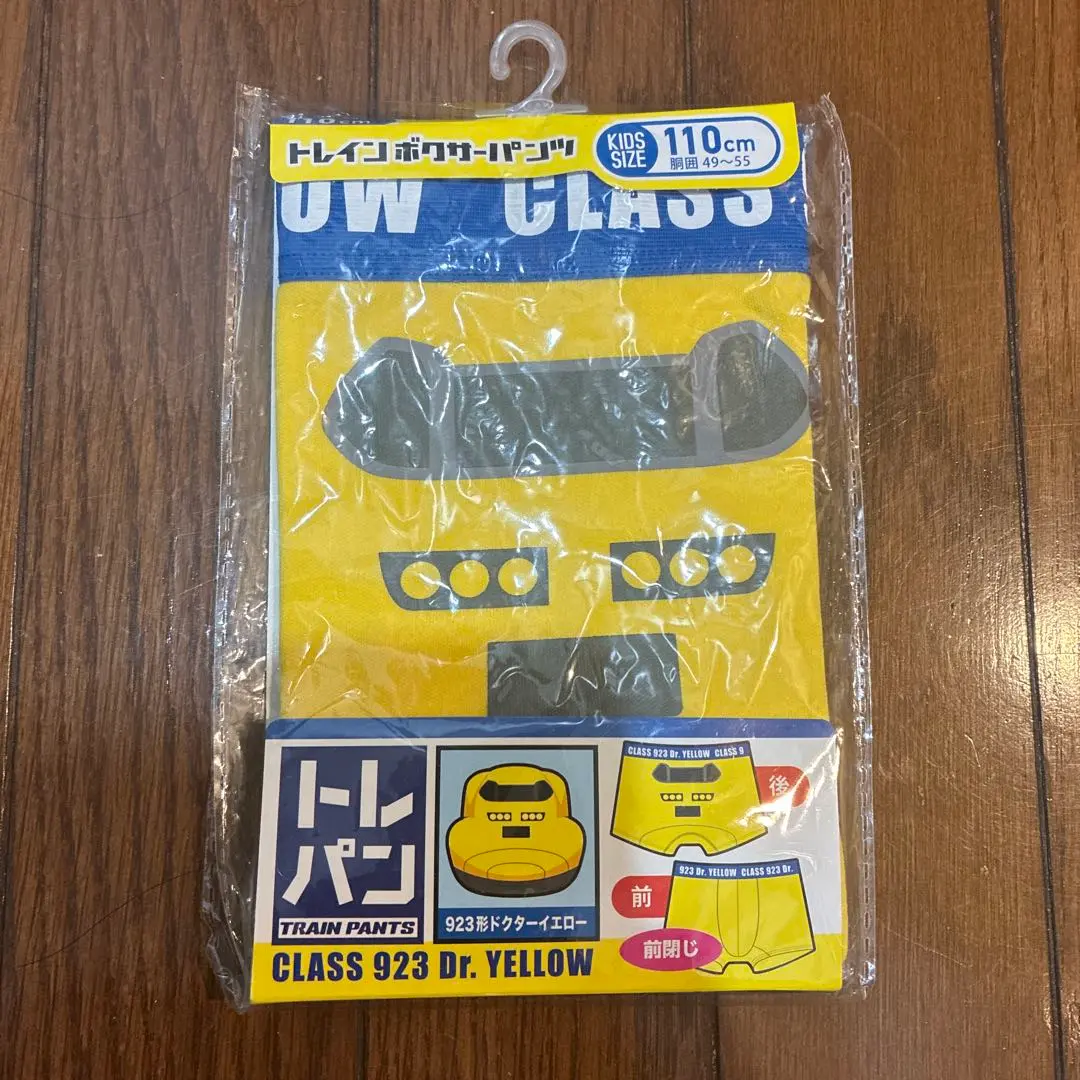 110cm
トレインボクサーパンツ
KIDS SIZE
110cm
胴囲 49〜55
OW CLASS
トレ
パン
TRAIN PANTS
923形ドクターイエロー
CLASS 923 Dr. YELLOW
CLASS 923 Dr. YELLOW CLASS 9
後
923 Dr. YELLOW CLASS 923 Dr.
前
前閉じ